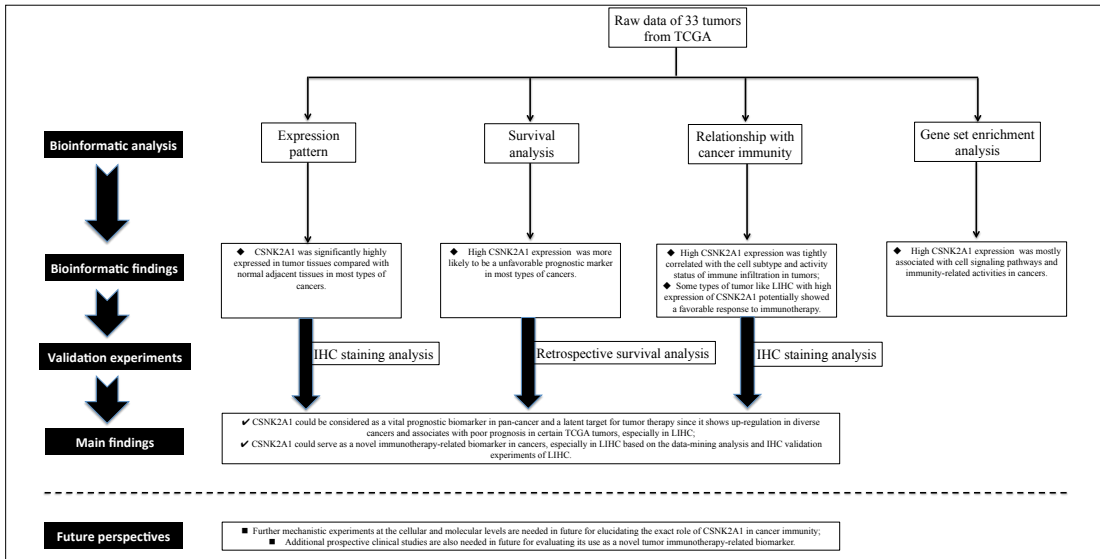 Raw data of 33 tumors
from TCGA
Bioinformatic analysis
Expression
pattern
Survival
analysis
Relationship with
cancer immunity
Gene set enrichment
analysis
Bioinformatic findings
◆ CSNK2A1 was significantly highly
expressed in tumor tissues compared with
normal adjacent tissues in most types of
cancers.
◆ High CSNK2A1 expression was more
likely to be a unfavorable prognostic marker
in most types of cancers.
◆ High CSNK2A1 expression was tightly
correlated with the cell subtype and activity
status of immune infiltration in tumors;
◆ Some types of tumor like LIHC with high
expression of CSNK2A1 potentially showed
a favorable response to immunotherapy.
◆ High CSNK2A1 expression was mostly
associated with cell signaling pathways
and immunity-related activities in cancers.
Validation experiments
IHC staining analysis
Retrospective survival analysis
IHC staining analysis
Main findings
✔ CSNK2A1 could be considered as a vital prognostic biomarker in pan-cancer and a latent target for tumor therapy since it shows up-regulation in diverse
cancers and associates with poor prognosis in certain TCGA tumors, especially in LIHC;
✔ CSNK2A1 could serve as a novel immunotherapy-related biomarker in cancers, especially in LIHC based on the data-mining analysis and IHC validation
experiments of LIHC.
Future perspectives
■ Further mechanistic experiments at the cellular and molecular levels are needed in future for elucidating the exact role of CSNK2A1 in cancer immunity;
■ Additional prospective clinical studies are also needed in future for evaluating its use as a novel tumor immunotherapy-related biomarker.